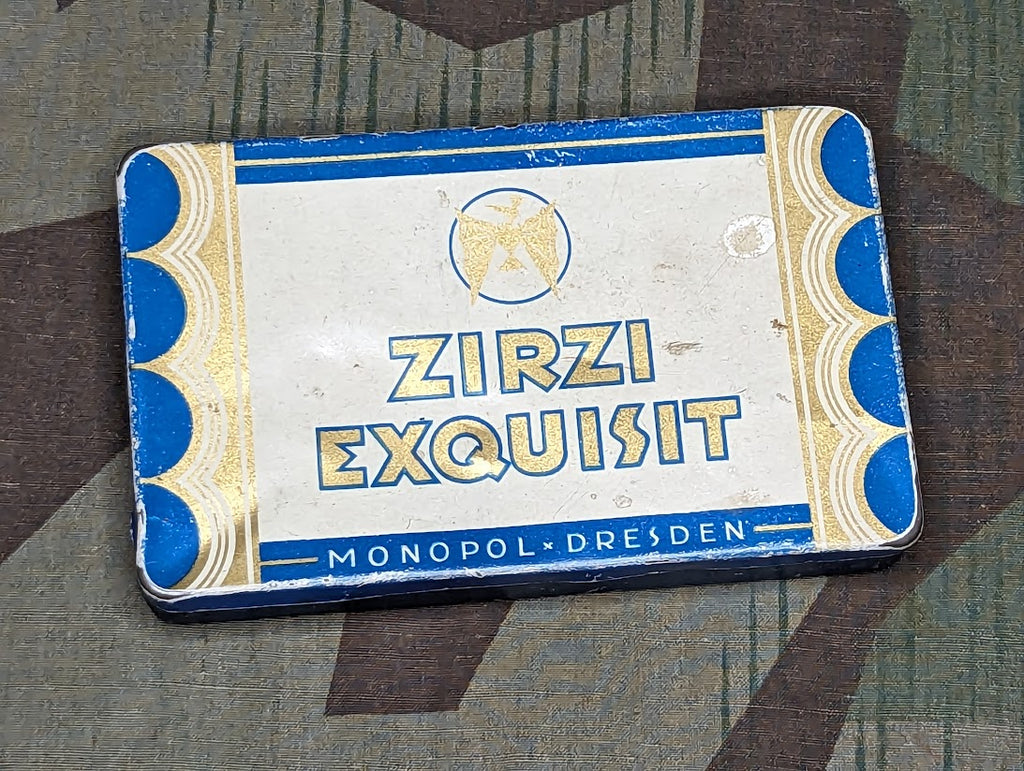 ZIRZI
EXQUISIT
MONOPOL × DRESDEN